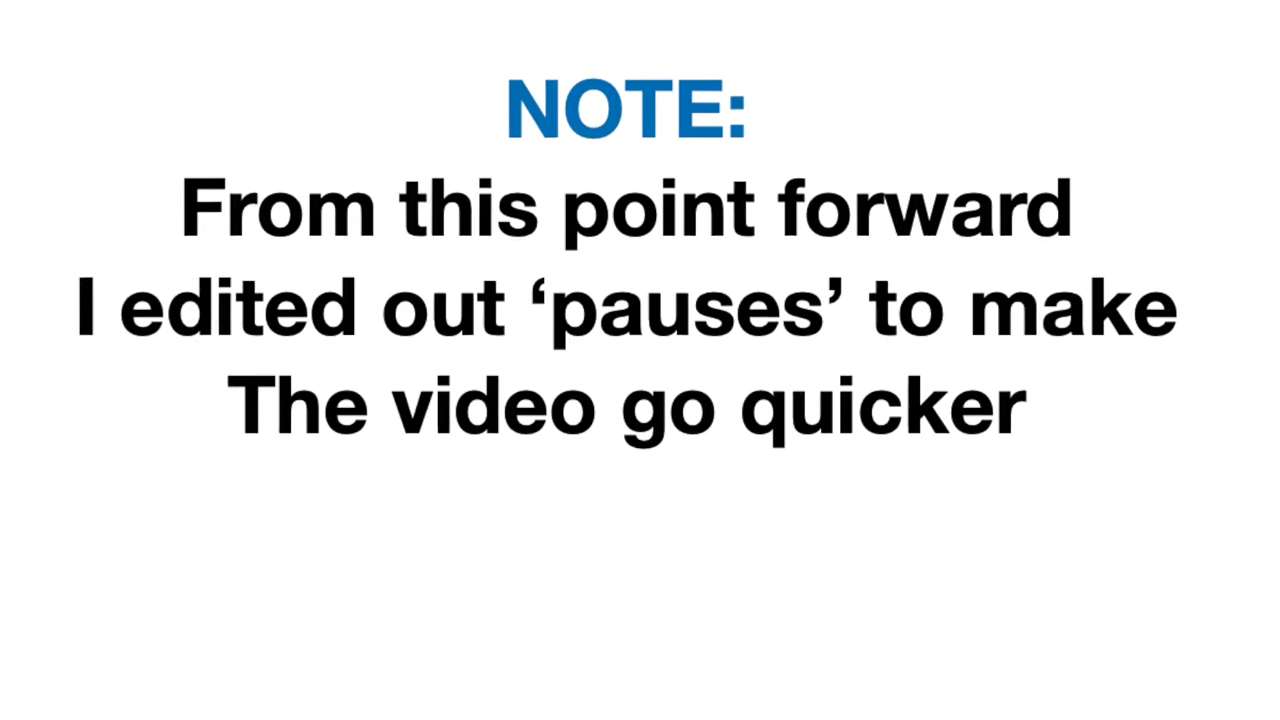 NOTE:
From this point forward
I edited out ‘pauses’ to make
The video go quicker